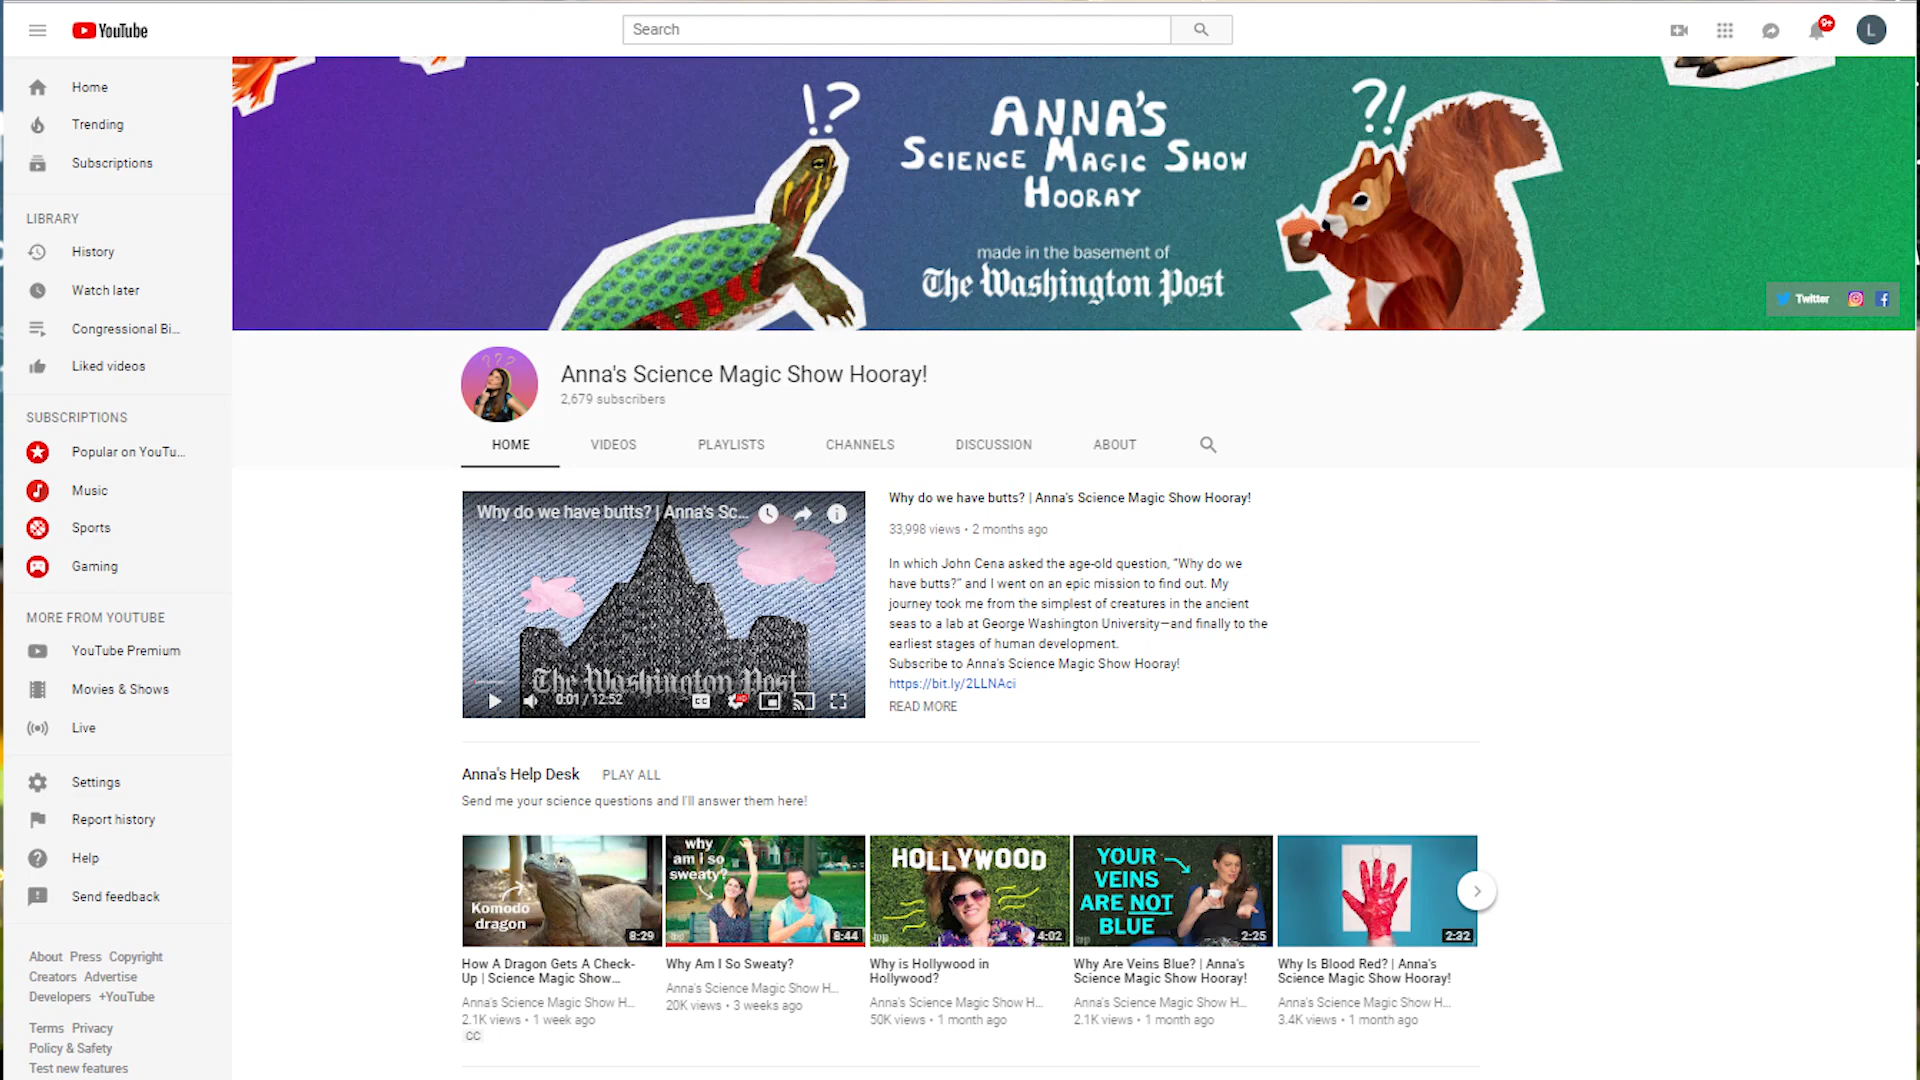 YouTube
Search
9+
L
Home
Trending
Subscriptions
LIBRARY
History
Watch later
Congressional Bi...
Liked videos
SUBSCRIPTIONS
Popular on YouTu...
Music
Sports
Gaming
MORE FROM YOUTUBE
YouTube Premium
Movies & Shows
Live
Settings
Report history
Help
Send feedback
About Press Copyright
Creators Advertise
Developers +YouTube
Terms Privacy
Policy & Safety
Test new features
!?
?!
ANNA'S
SCIENCE MAGIC SHOW
HOORAY
made in the basement of
The Washington Post
Twitter
???
Anna's Science Magic Show Hooray!
2,679 subscribers
HOME VIDEOS PLAYLISTS CHANNELS DISCUSSION ABOUT
Why do we have butts? | Anna's Sc...
The Washington Post
0:01 / 12:52
CC
HD
Why do we have butts? | Anna's Science Magic Show Hooray!
33,998 views • 2 months ago
In which John Cena asked the age-old question, "Why do we
have butts?" and I went on an epic mission to find out. My
journey took me from the simplest of creatures in the ancient
seas to a lab at George Washington University—and finally to the
earliest stages of human development.
Subscribe to Anna's Science Magic Show Hooray!
https://bit.ly/2LLNAci
READ MORE
Anna's Help Desk PLAY ALL
Send me your science questions and I'll answer them here!
Komodo
dragon
8:29
How A Dragon Gets A Check-
Up | Science Magic Show...
Anna's Science Magic Show H...
2.1K views • 1 week ago
CC
why
am i so
sweaty?
wp
8:44
Why Am I So Sweaty?
Anna's Science Magic Show H...
20K views • 3 weeks ago
HOLLYWOOD
wp
4:02
Why is Hollywood in
Hollywood?
Anna's Science Magic Show H...
50K views • 1 month ago
YOUR
VEINS
ARE NOT
BLUE
wp
2:25
Why Are Veins Blue? | Anna's
Science Magic Show Hooray!
Anna's Science Magic Show H...
2.1K views • 1 month ago
2:32
Why Is Blood Red? | Anna's
Science Magic Show Hooray!
Anna's Science Magic Show H...
3.4K views • 1 month ago